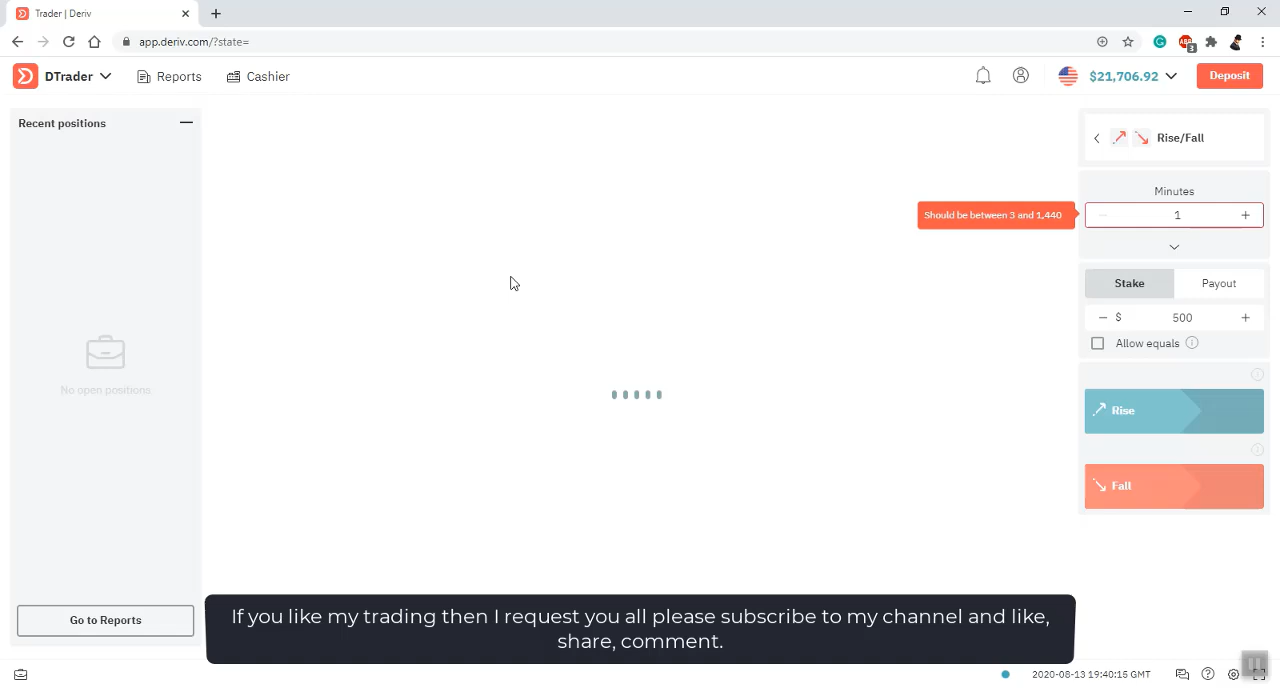 Trader | Deriv
app.deriv.com/?state=
ABP
3
DTrader
Reports
Cashier
$21,706.92
Deposit
Recent positions
Rise/Fall
Minutes
Should be between 3 and 1,440
1
Stake
Payout
$ 500
Allow equals
No open positions
Rise
Fall
Go to Reports
If you like my trading then I request you all please subscribe to my channel and like,
share, comment.
2020-08-13 19:40:15 GMT